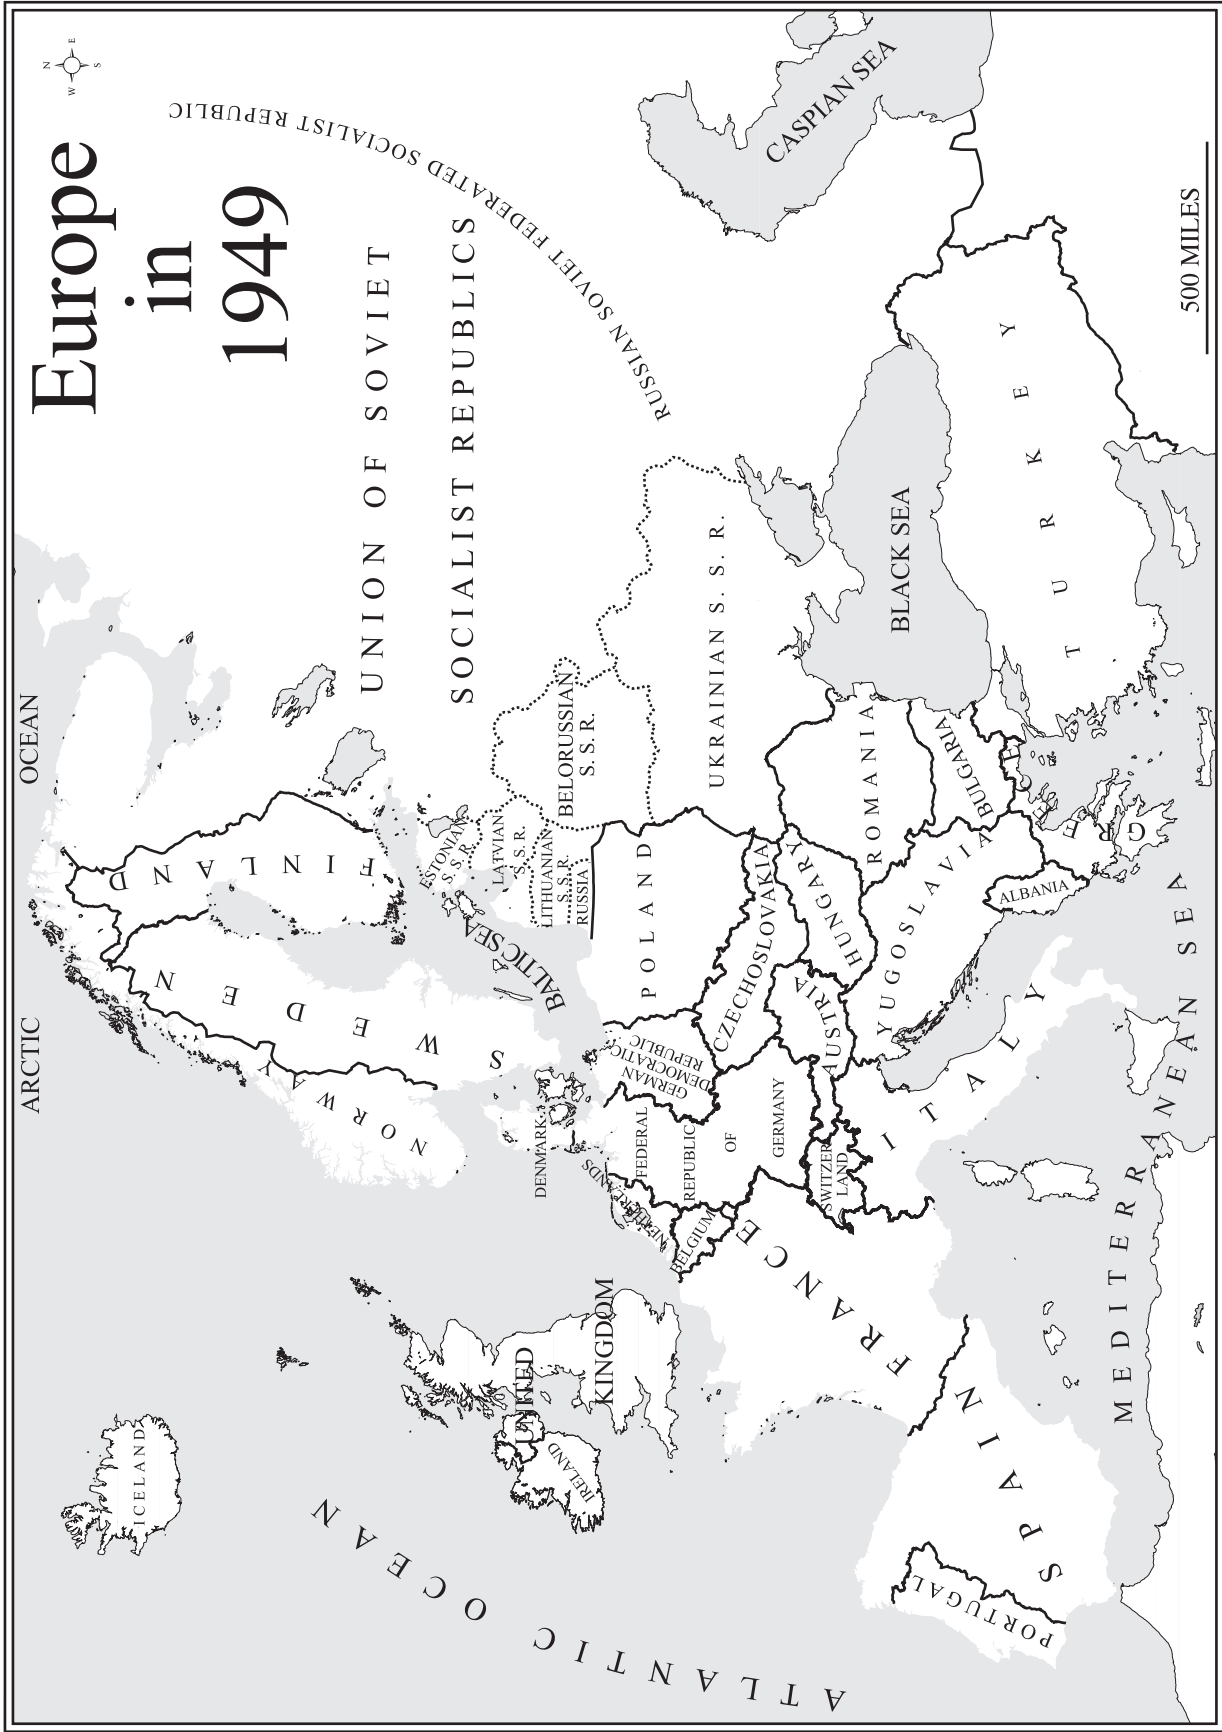 Europe
in
1949
N
E
S
W
ARCTIC
OCEAN
ICELAND
NORWAY
SWEDEN
FINLAND
UNION OF SOVIET
SOCIALIST REPUBLICS
RUSSIAN SOVIET FEDERATED SOCIALIST REPUBLIC
ATLANTIC OCEAN
UNITED
KINGDOM
IRELAND
DENMARK
BALTIC SEA
ESTONIAN
S. S. R.
LATVIAN
S. S. R.
LITHUANIAN
S. S. R.
RUSSIA
BELORUSSIAN
S. S. R.
NETHERLANDS
BELGIUM
FEDERAL
REPUBLIC
OF
GERMANY
GERMAN
DEMOCRATIC
REPUBLIC
POLAND
UKRAINIAN S. S. R.
CZECHOSLOVAKIA
FRANCE
SWITZER
LAND
AUSTRIA
HUNGARY
ROMANIA
PORTUGAL
SPAIN
ITALY
YUGOSLAVIA
BULGARIA
ALBANIA
GREECE
BLACK SEA
CASPIAN SEA
TURKEY
MEDITERRANEAN SEA
500 MILES